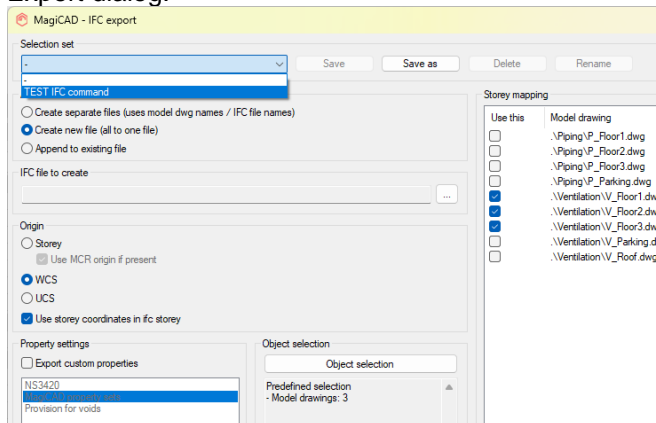 Export dialog.
MagiCAD - IFC export
Selection set
-
Save
Save as
Delete
Rename
-
TEST IFC command
Create separate files (uses model dwg names / IFC file names)
Create new file (all to one file)
Append to existing file
IFC file to create
...
Origin
Storey
Use MCR origin if present
WCS
UCS
Use storey coordinates in ifc storey
Property settings
Export custom properties
NS3420
MagiCAD property sets
Provision for voids
Object selection
Object selection
Predefined selection
- Model drawings: 3
Storey mapping
Use this
Model drawing
.\Piping\P_Floor1.dwg
.\Piping\P_Floor2.dwg
.\Piping\P_Floor3.dwg
.\Piping\P_Parking.dwg
.\Ventilation\V_Floor1.dw
.\Ventilation\V_Floor2.dw
.\Ventilation\V_Floor3.dw
.\Ventilation\V_Parking.d
.\Ventilation\V_Roof.dwg